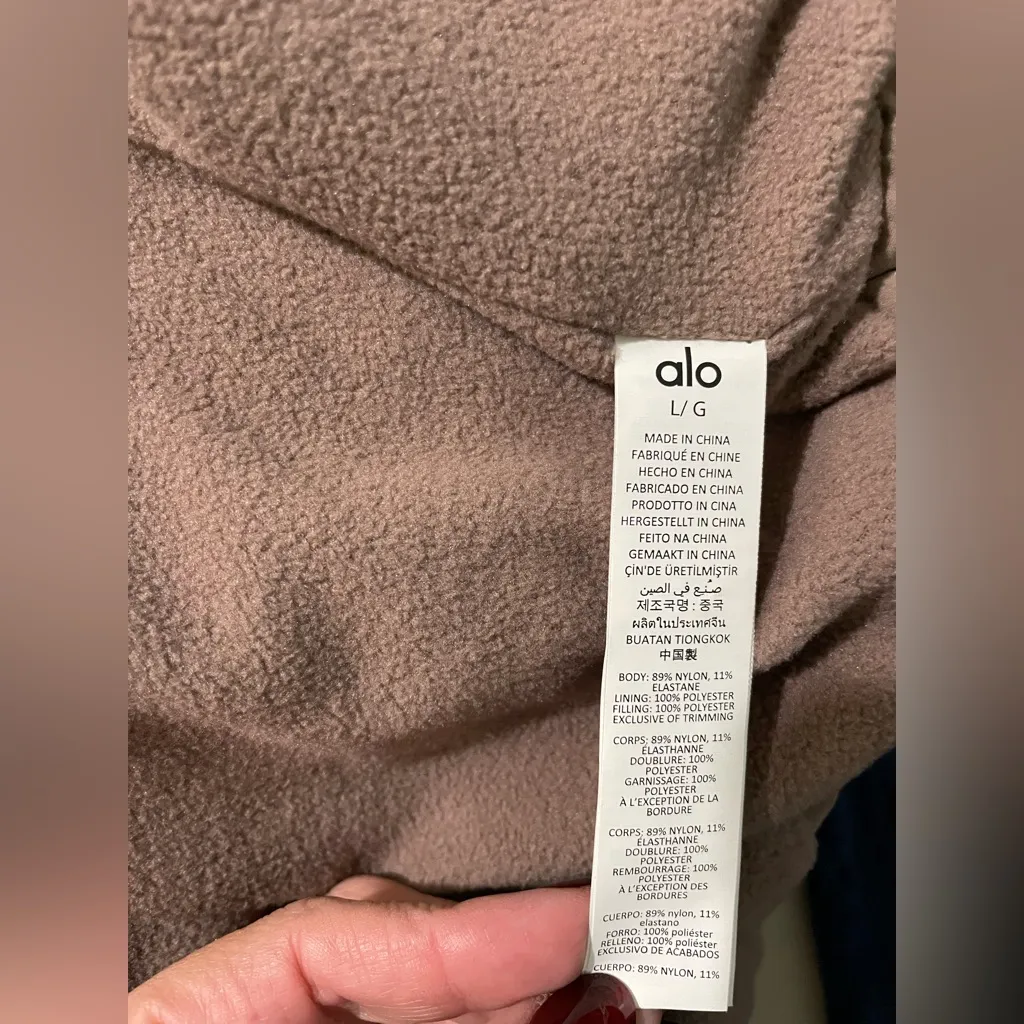 alo
L/ G
MADE IN CHINA
FABRIQUÉ EN CHINE
HECHO EN CHINA
FABRICADO EN CHINA
PRODOTTO IN CINA
HERGESTELLT IN CHINA
FEITO NA CHINA
GEMAAKT IN CHINA
ÇİN'DE ÜRETİLMİŞTİR
صُنع في الصين
제조국명 : 중국
ผลิตในประเทศจีน
BUATAN TIONGKOK
中国製
BODY: 89% NYLON, 11%
ELASTANE
LINING: 100% POLYESTER
FILLING: 100% POLYESTER
EXCLUSIVE OF TRIMMING
CORPS: 89% NYLON, 11%
ÉLASTHANNE
DOUBLURE: 100%
POLYESTER
GARNISSAGE: 100%
POLYESTER
À L'EXCEPTION DE LA
BORDURE
CORPS: 89% NYLON, 11%
ÉLASTHANNE
DOUBLURE: 100%
POLYESTER
REMBOURRAGE: 100%
POLYESTER
À L'EXCEPTION DES
BORDURES
CUERPO: 89% nylon, 11%
elastano
FORRO: 100% poliéster
RELLENO: 100% poliéster
EXCLUSIVO DE ACABADOS
CUERPO: 89% NYLON, 11%